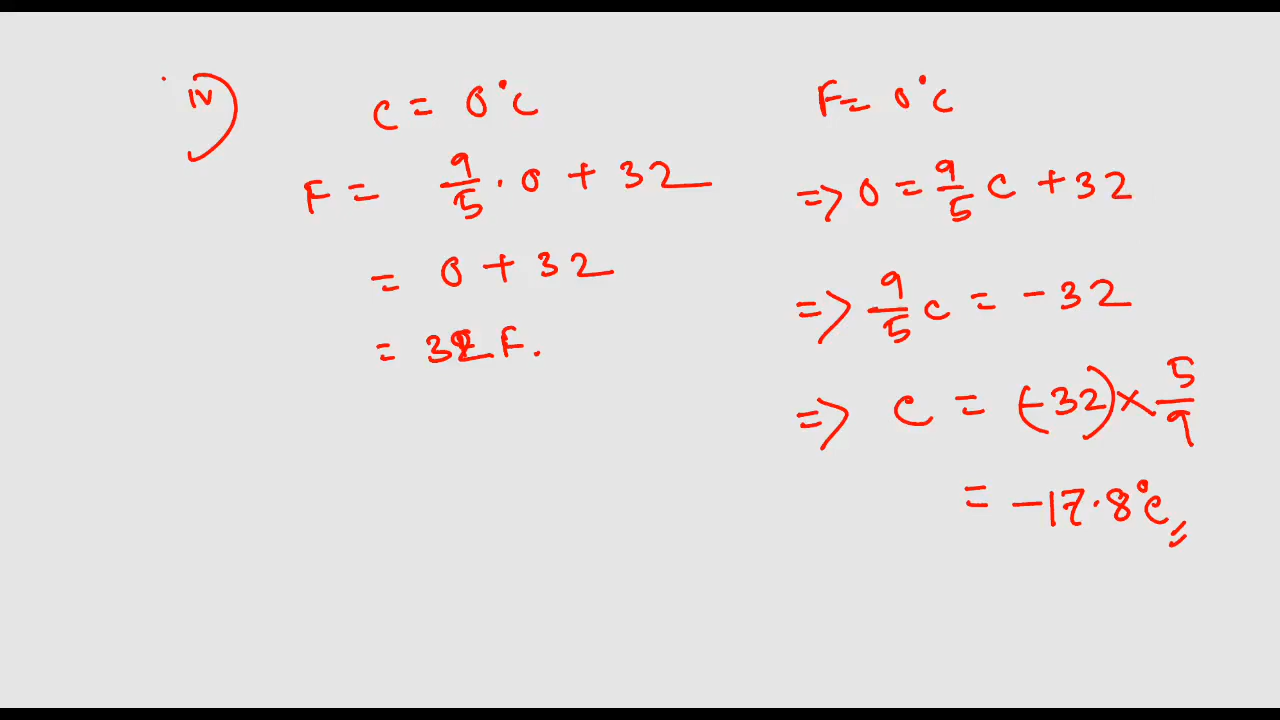 iv)
C = 0°C
F = 9/5 · 0 + 32
= 0 + 32
= 32 F.
F = 0°C
=> 0 = 9/5 C + 32
=> 9/5 C = -32
=> C = (-32) × 5/9
= -17.8°C